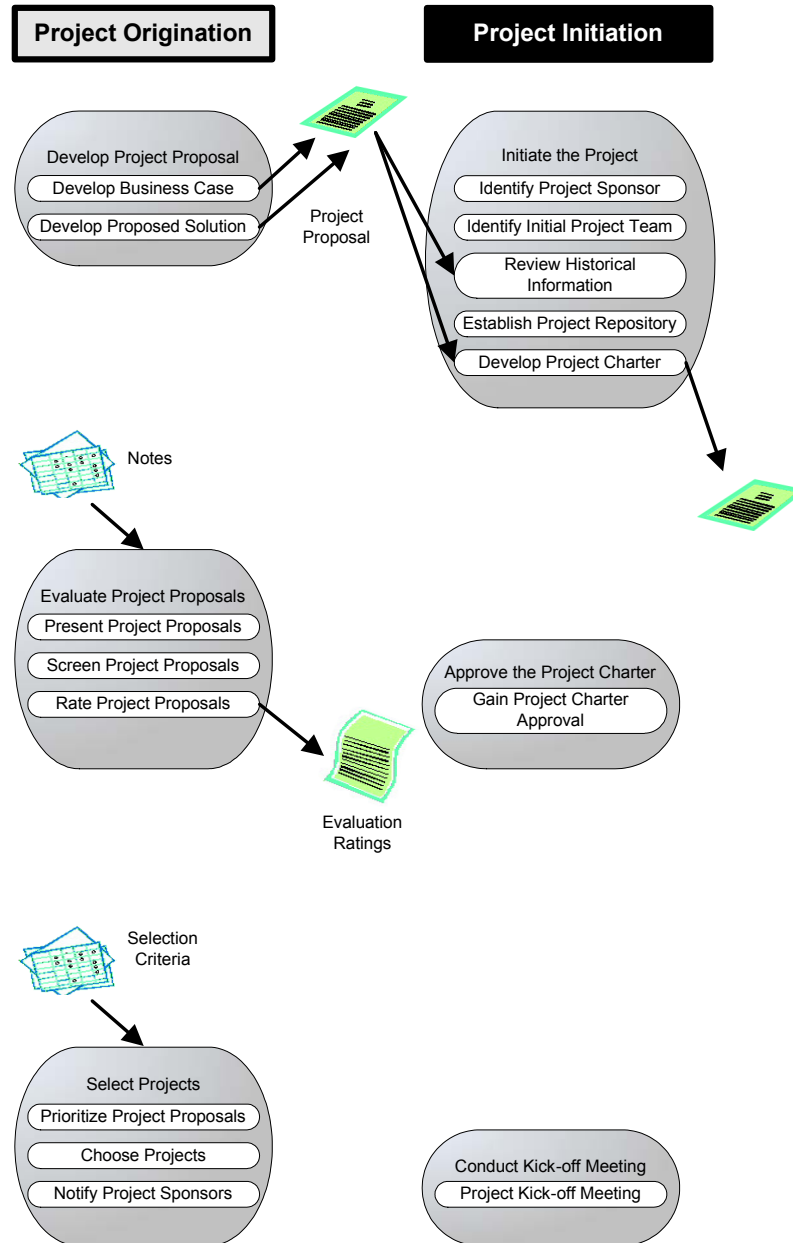 Project Origination
Project Initiation
Develop Project Proposal
Develop Business Case
Develop Proposed Solution
Project
Proposal
Initiate the Project
Identify Project Sponsor
Identify Initial Project Team
Review Historical
Information
Establish Project Repository
Develop Project Charter
Notes
Evaluate Project Proposals
Present Project Proposals
Screen Project Proposals
Rate Project Proposals
Evaluation
Ratings
Approve the Project Charter
Gain Project Charter
Approval
Selection
Criteria
Select Projects
Prioritize Project Proposals
Choose Projects
Notify Project Sponsors
Conduct Kick-off Meeting
Project Kick-off Meeting